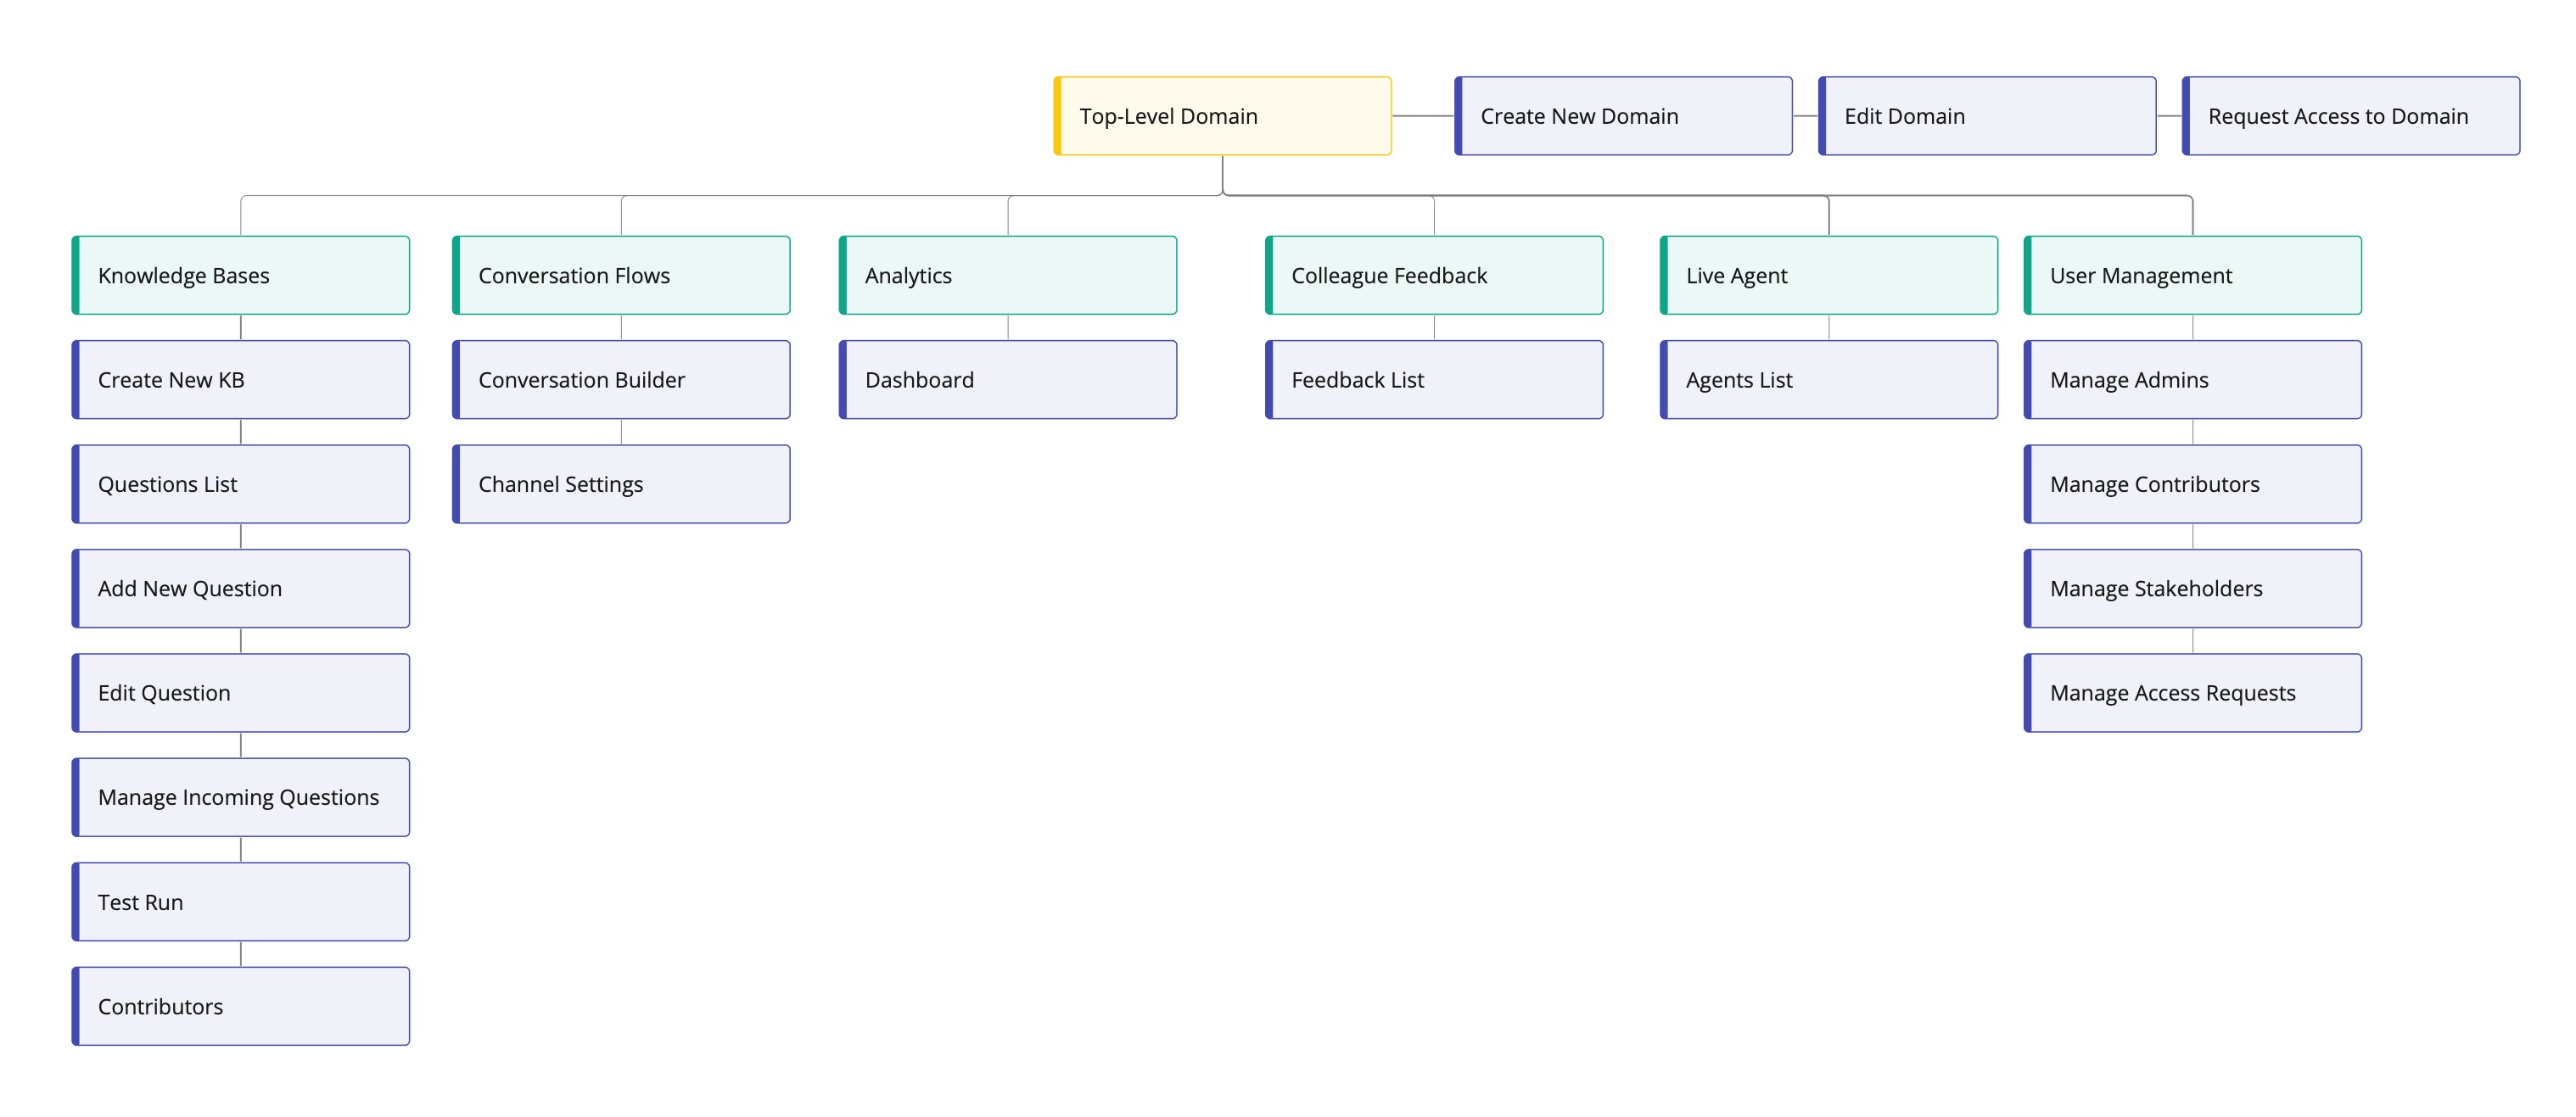 Top-Level Domain
Create New Domain
Edit Domain
Request Access to Domain
Knowledge Bases
Create New KB
Questions List
Add New Question
Edit Question
Manage Incoming Questions
Test Run
Contributors
Conversation Flows
Conversation Builder
Channel Settings
Analytics
Dashboard
Colleague Feedback
Feedback List
Live Agent
Agents List
User Management
Manage Admins
Manage Contributors
Manage Stakeholders
Manage Access Requests